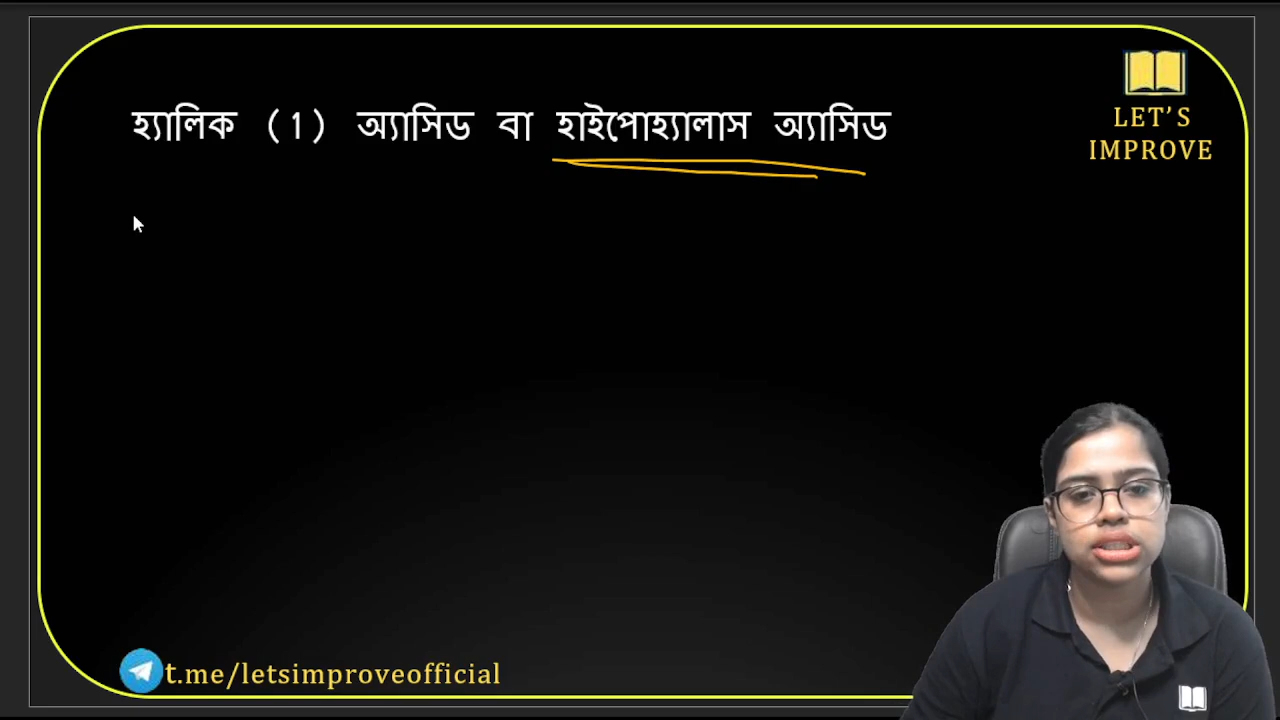 হ্যালিক (1) অ্যাসিড বা হাইপোহ্যালাস অ্যাসিড
LET'S
IMPROVE
t.me/letsimproveofficial